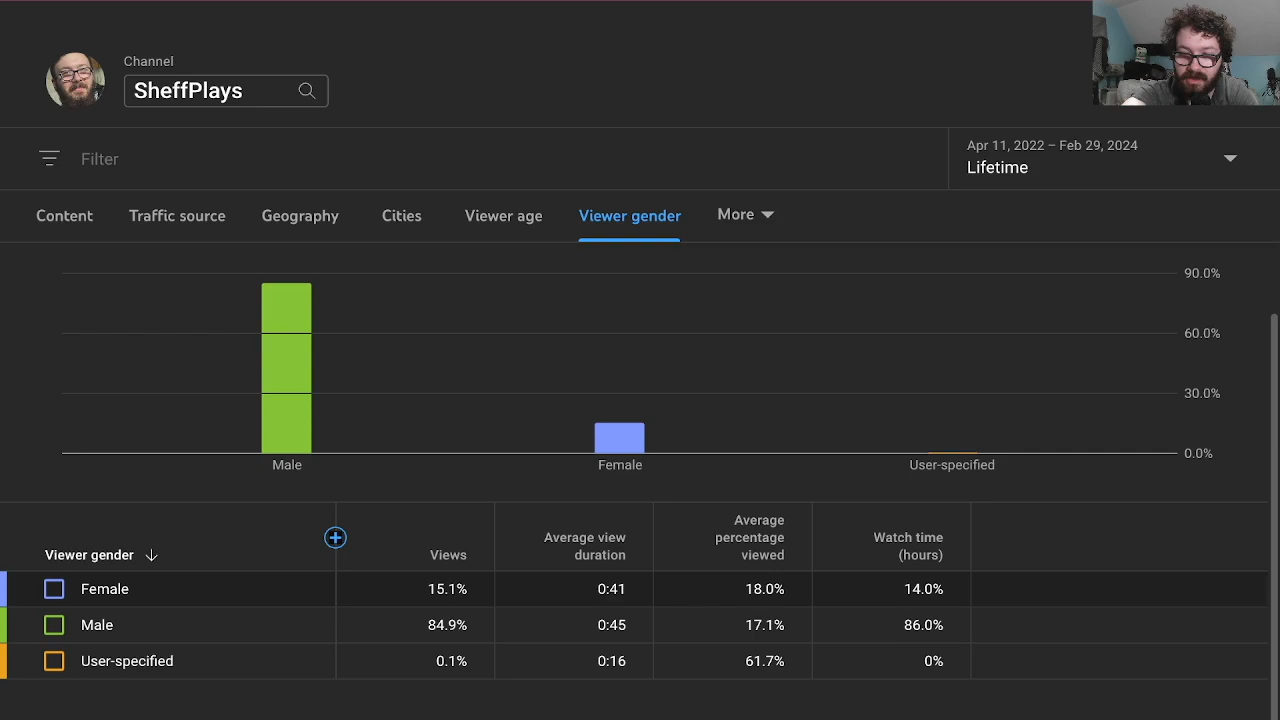 Channel
SheffPlays
Filter
Apr 11, 2022 – Feb 29, 2024
Lifetime
Content Traffic source Geography Cities Viewer age Viewer gender More
90.0%
60.0%
30.0%
0.0%
Male Female User-specified
Viewer gender Views Average view duration Average percentage viewed Watch time (hours)
Female 15.1% 0:41 18.0% 14.0%
Male 84.9% 0:45 17.1% 86.0%
User-specified 0.1% 0:16 61.7% 0%